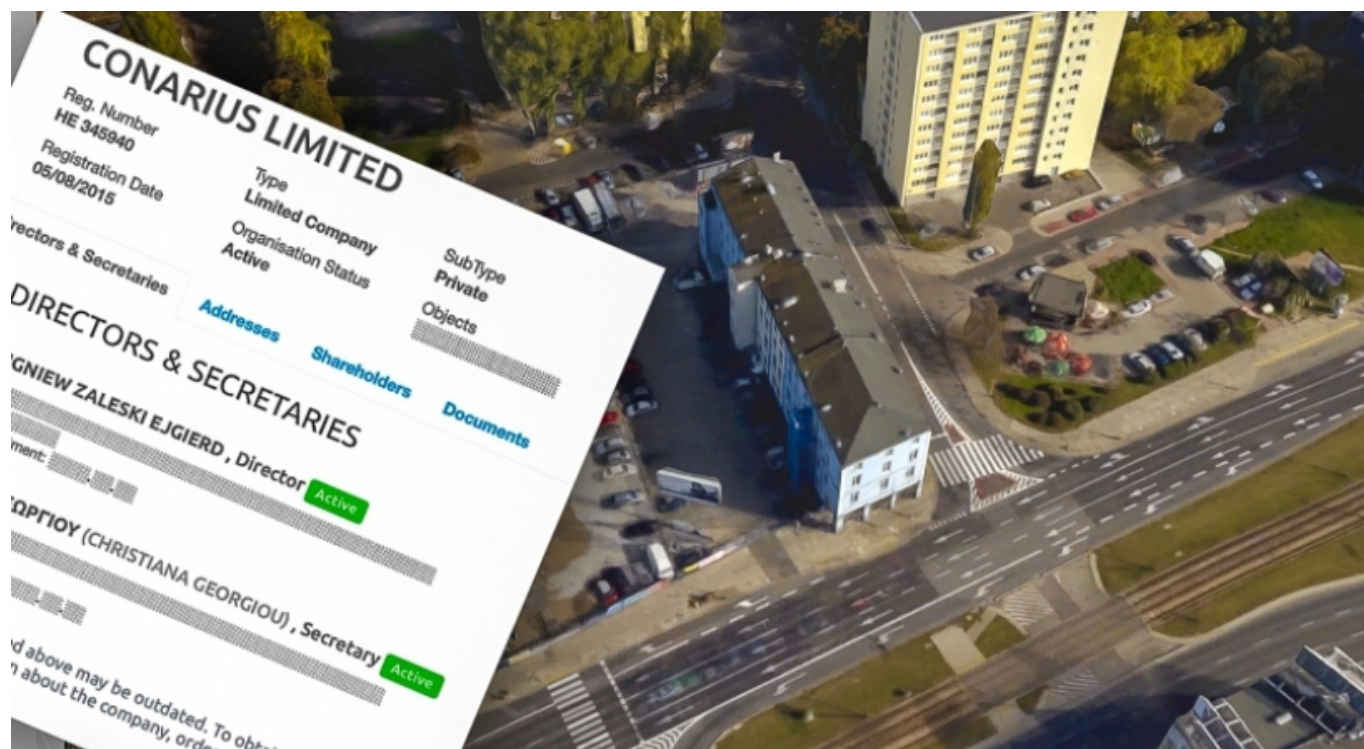 CONARIUS LIMITED
Reg. Number
HE 345940
Registration Date
05/08/2015
Type
Limited Company
Organisation Status
Active
SubType
Private
Objects
rectors & Secretaries
Addresses
Shareholders
Documents
DIRECTORS & SECRETARIES
GNIEW ZALESKI EJGIERD , Director Active
ment:
ΩΡΓΙΟΥ (CHRISTIANA GEORGIOU) , Secretary Active
d above may be outdated. To obtai
n about the company, orde